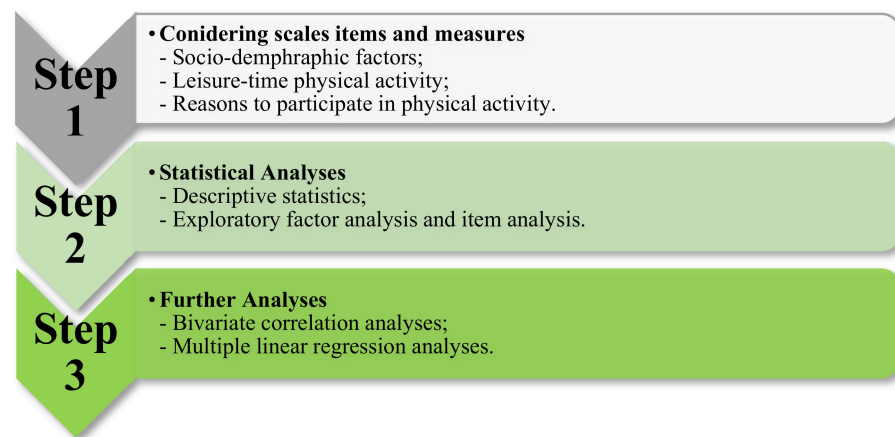 Step
1
•Conidering scales items and measures
- Socio-demphraphic factors;
- Leisure-time physical activity;
- Reasons to participate in physical activity.
Step
2
•Statistical Analyses
- Descriptive statistics;
- Exploratory factor analysis and item analysis.
Step
3
•Further Analyses
- Bivariate correlation analyses;
- Multiple linear regression analyses.